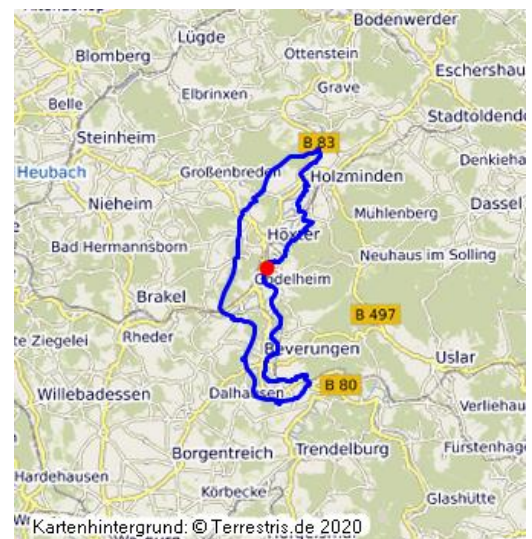 Bodenwerder
Lügde
Ottenstein
Blomberg
Eschershau
Grave
Elbrinxen
Belle
Stadtoldendo
Steinheim
B 83
Denkieha
Großenbreden
Heubach
Holzminden
Nieheim
Dassel
Mühlenberg
Höxter
Bad Hermannsborn
Neuhaus im Solling
Godelheim
Brakel
B 497
te Ziegelei
Rheder
Beverungen
Uslar
B 80
Willebadessen
Dalhausen
Verliehau
Borgentreich
Trendelburg
Fürstenhag
Hardehausen
Körbecke
Glashütte
Kartenhintergrund: © Terrestris.de 2020